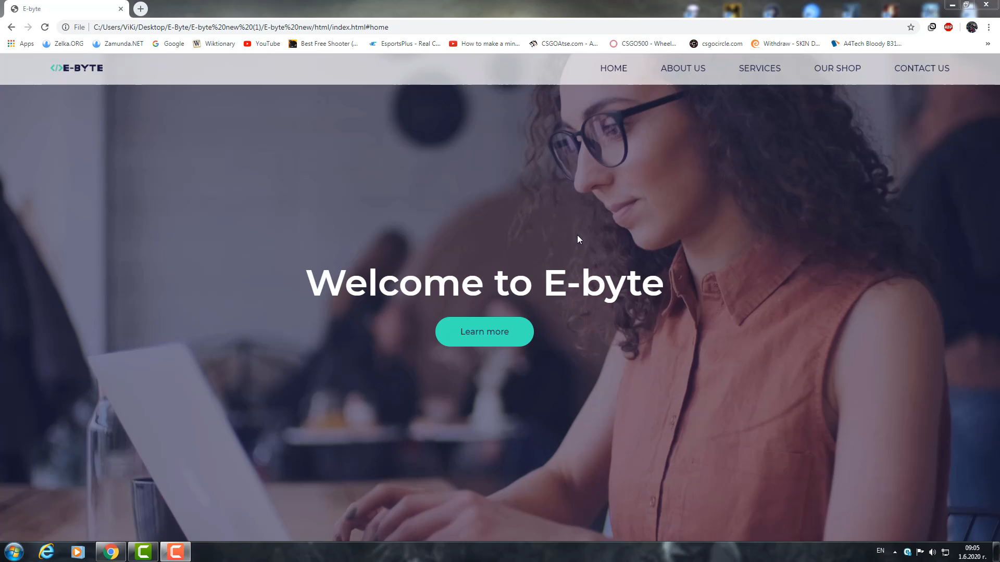 E-byte
File
C:/Users/ViKi/Desktop/E-Byte/E-byte%20new%20(1)/E-byte%20new/html/index.html#home
ABP
Apps
Zelka.ORG
Zamunda.NET
Google
Wiktionary
YouTube
Best Free Shooter (...
EsportsPlus - Real C...
How to make a min...
CSGOAtse.com - A...
CSGO500 - Wheel...
csgocircle.com
Withdraw - SKIN D...
A4Tech Bloody B31...
</>E-BYTE
HOME
ABOUT US
SERVICES
OUR SHOP
CONTACT US
Welcome to E-byte
Learn more
EN
09:05
1.6.2020 г.